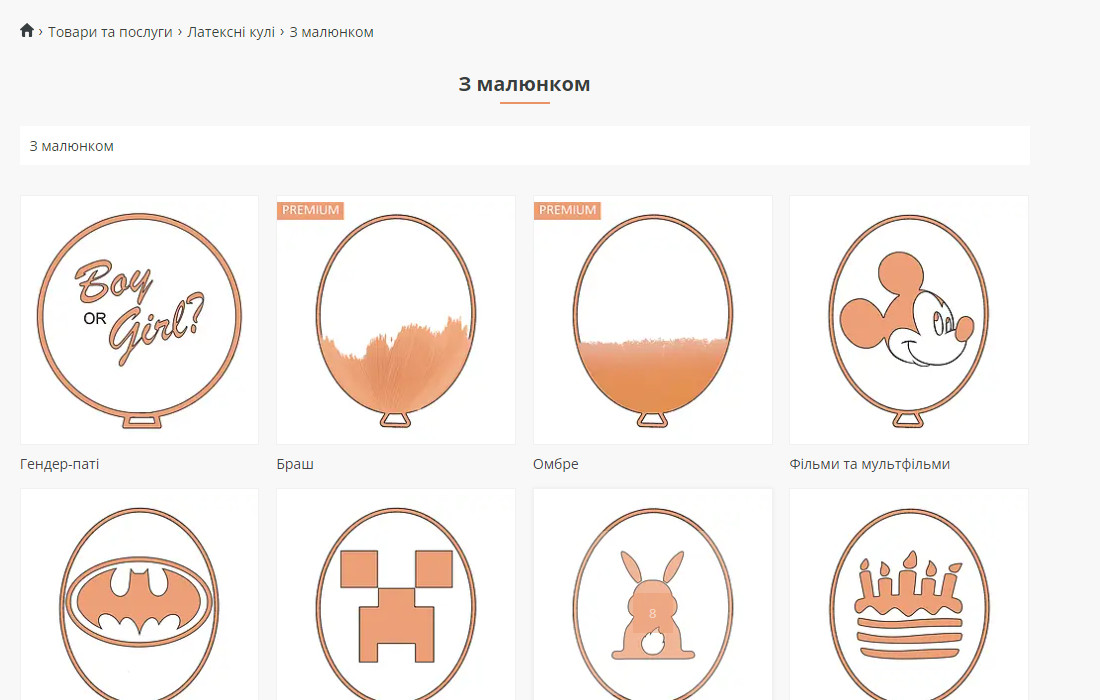 › Товари та послуги › Латексні кулі › З малюнком
З малюнком
З малюнком
Boy
OR
Girl?
PREMIUM
PREMIUM
Гендер-паті
Браш
Омбре
Фільми та мультфільми
8